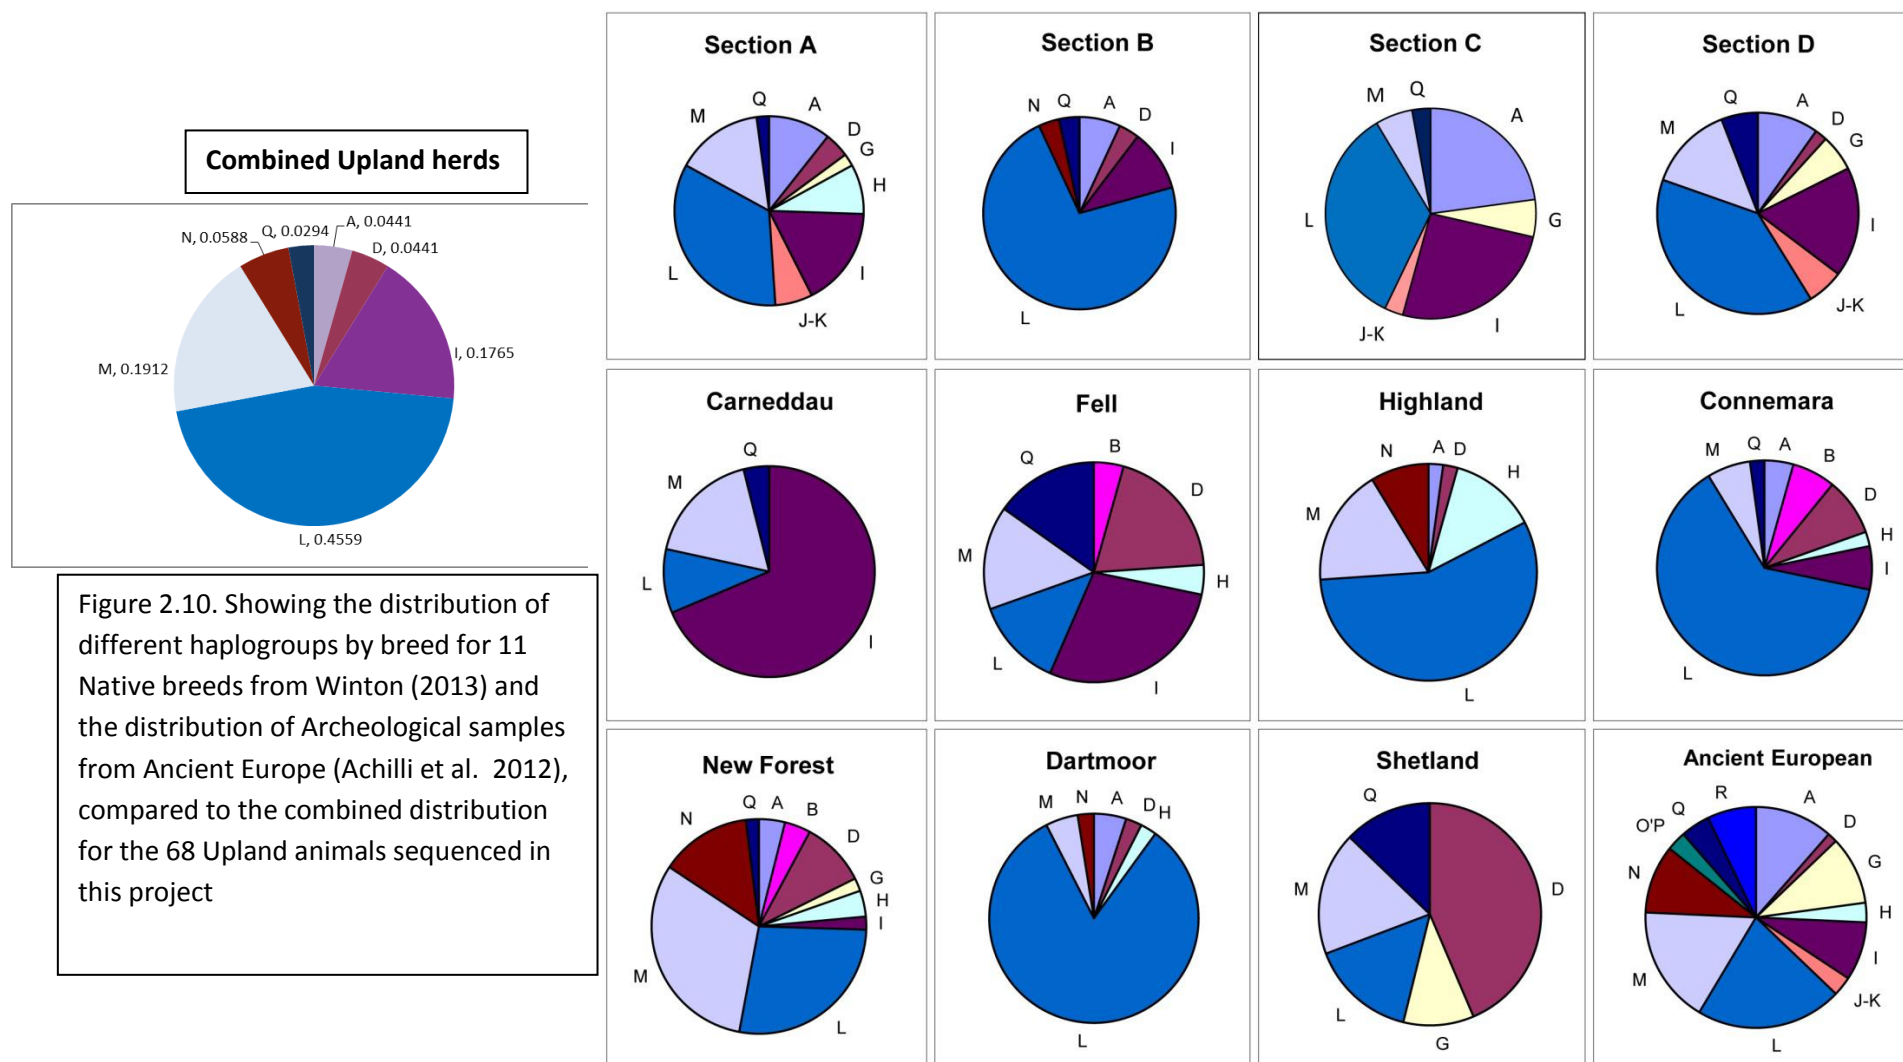 Combined Upland herds
Q, 0.0294
A, 0.0441
N, 0.0588
D, 0.0441
I, 0.1765
M, 0.1912
L, 0.4559
Figure 2.10. Showing the distribution of
different haplogroups by breed for 11
Native breeds from Winton (2013) and
the distribution of Archeological samples
from Ancient Europe (Achilli et al.  2012),
compared to the combined distribution
for the 68 Upland animals sequenced in
this project
Section A
Q
A
M
D
G
H
L
I
J-K
Section B
N
Q
A
D
I
L
Section C
M
Q
A
L
G
J-K
I
Section D
Q
A
D
M
G
I
J-K
L
Carneddau
Q
M
L
I
Fell
B
Q
D
M
H
L
I
Highland
N
A
D
H
M
L
Connemara
M
Q
A
B
D
H
I
L
New Forest
Q
A
B
N
D
G
H
I
M
L
Dartmoor
M
N
A
D
H
L
Shetland
Q
D
M
L
G
Ancient European
R
A
Q
O'P
D
G
N
H
I
M
J-K
L